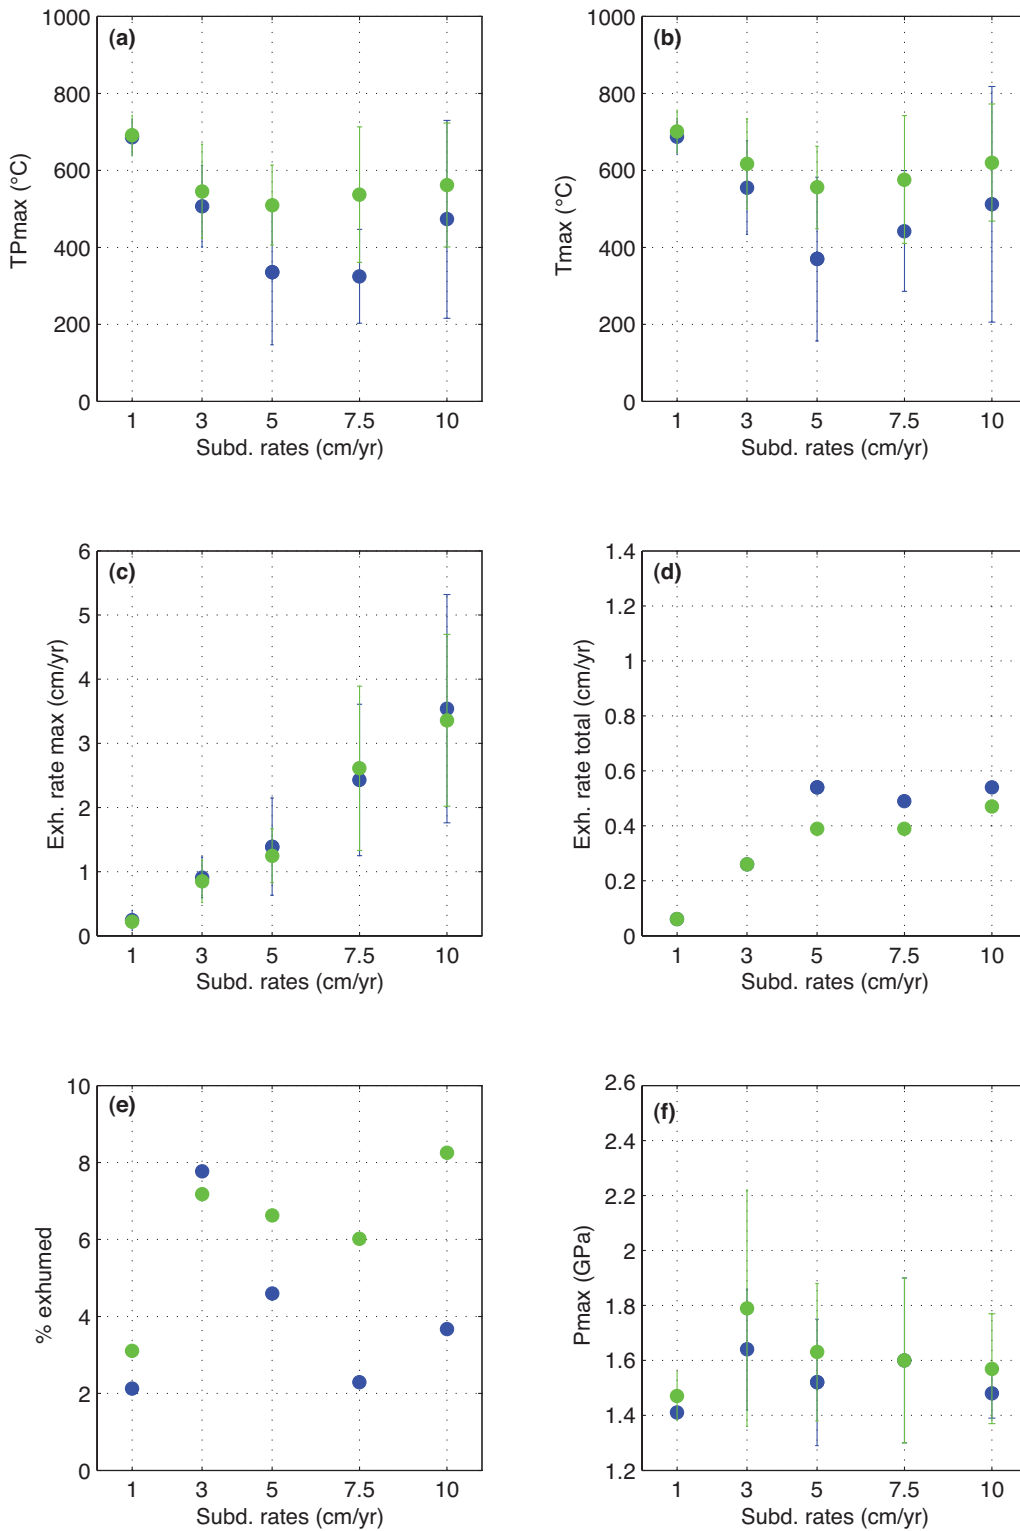 (a)
1000
800
600
400
200
0
TPmax (°C)
1 3 5 7.5 10
Subd. rates (cm/yr)
(b)
1000
800
600
400
200
0
Tmax (°C)
1 3 5 7.5 10
Subd. rates (cm/yr)
(c)
6
5
4
3
2
1
0
Exh. rate max (cm/yr)
1 3 5 7.5 10
Subd. rates (cm/yr)
(d)
1.4
1.2
1
0.8
0.6
0.4
0.2
0
Exh. rate total (cm/yr)
1 3 5 7.5 10
Subd. rates (cm/yr)
(e)
10
8
6
4
2
0
% exhumed
1 3 5 7.5 10
Subd. rates (cm/yr)
(f)
2.6
2.4
2.2
2
1.8
1.6
1.4
1.2
Pmax (GPa)
1 3 5 7.5 10
Subd. rates (cm/yr)